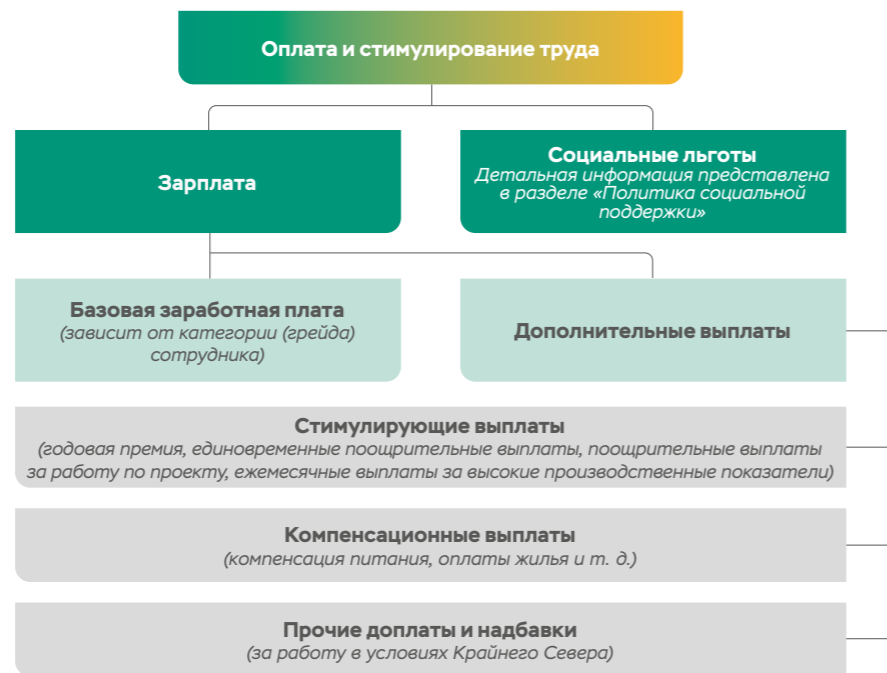 Оплата и стимулирование труда
Зарплата
Социальные льготы
Детальная информация представлена
в разделе «Политика социальной
поддержки»
Базовая заработная плата
(зависит от категории (грейда)
сотрудника)
Дополнительные выплаты
Стимулирующие выплаты
(годовая премия, единовременные поощрительные выплаты, поощрительные выплаты
за работу по проекту, ежемесячные выплаты за высокие производственные показатели)
Компенсационные выплаты
(компенсация питания, оплаты жилья и т. д.)
Прочие доплаты и надбавки
(за работу в условиях Крайнего Севера)